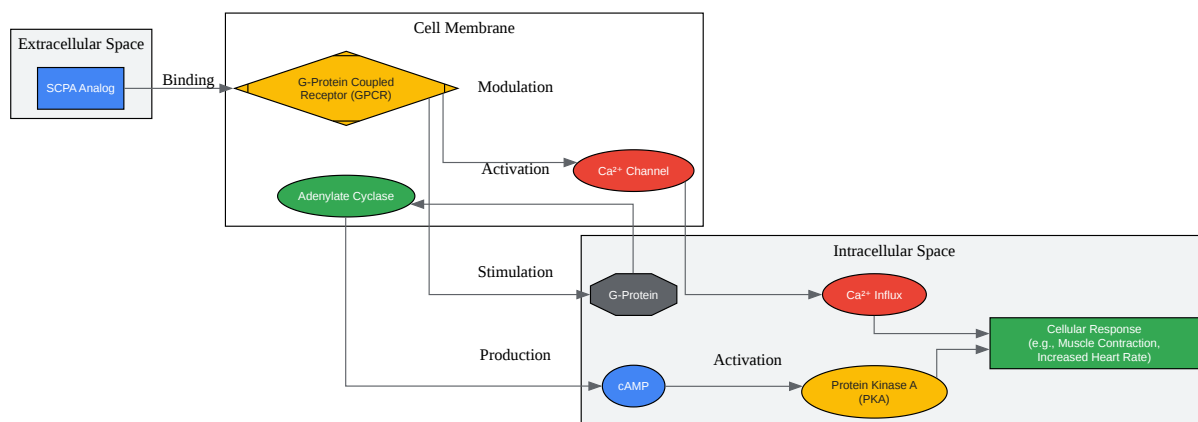 Extracellular Space
SCPA Analog
Binding
Cell Membrane
G-Protein Coupled
Receptor (GPCR)
Modulation
Activation
Ca²⁺ Channel
Adenylate Cyclase
Intracellular Space
Stimulation
G-Protein
Ca²⁺ Influx
Cellular Response
(e.g., Muscle Contraction,
Increased Heart Rate)
Production
cAMP
Activation
Protein Kinase A
(PKA)